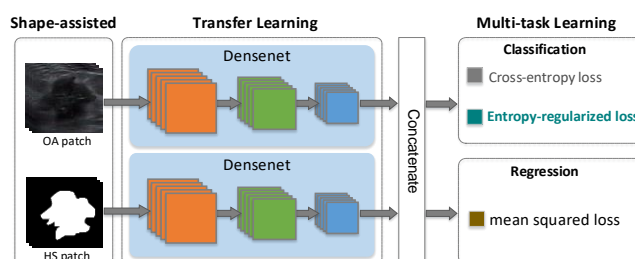 Shape-assisted
Transfer Learning
Multi-task Learning
Densenet
OA patch
Densenet
HS patch
Concatenate
Classification
Cross-entropy loss
Entropy-regularized loss
Regression
mean squared loss